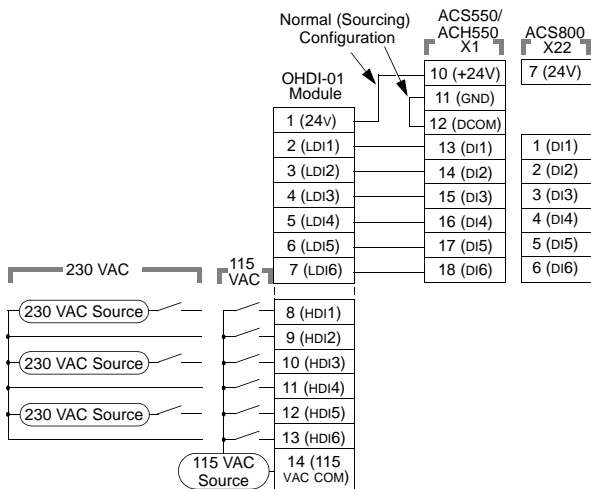 Normal (Sourcing)
Configuration
ACS550/
ACH550
X1
ACS800
X22
OHDI-01
Module
10 (+24V)
7 (24V)
11 (GND)
1 (24V)
12 (DCOM)
2 (LDI1)
13 (DI1)
1 (DI1)
3 (LDI2)
14 (DI2)
2 (DI2)
4 (LDI3)
15 (DI3)
3 (DI3)
5 (LDI4)
16 (DI4)
4 (DI4)
6 (LDI5)
17 (DI5)
5 (DI5)
7 (LDI6)
18 (DI6)
6 (DI6)
230 VAC
115
VAC
230 VAC Source
8 (HDI1)
9 (HDI2)
230 VAC Source
10 (HDI3)
11 (HDI4)
230 VAC Source
12 (HDI5)
13 (HDI6)
115 VAC
Source
14 (115
VAC COM)